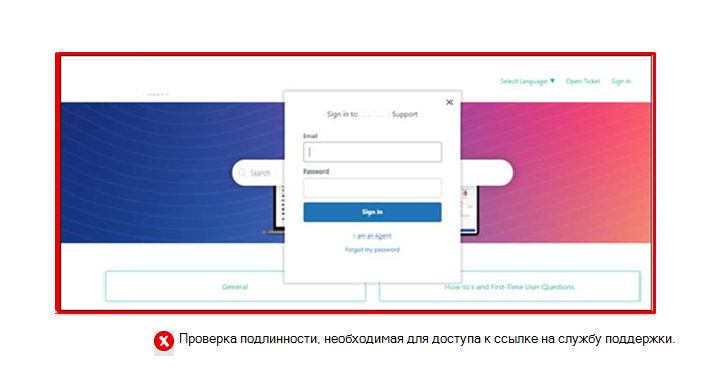 Select Language ▼ Open Ticket Sign in
Sign in to Support
Email
Search
Password
Sign in
I am an Agent
Forgot my password
General
How-to's and First-Time User Questions
Проверка подлинности, необходимая для доступа к ссылке на службу поддержки.